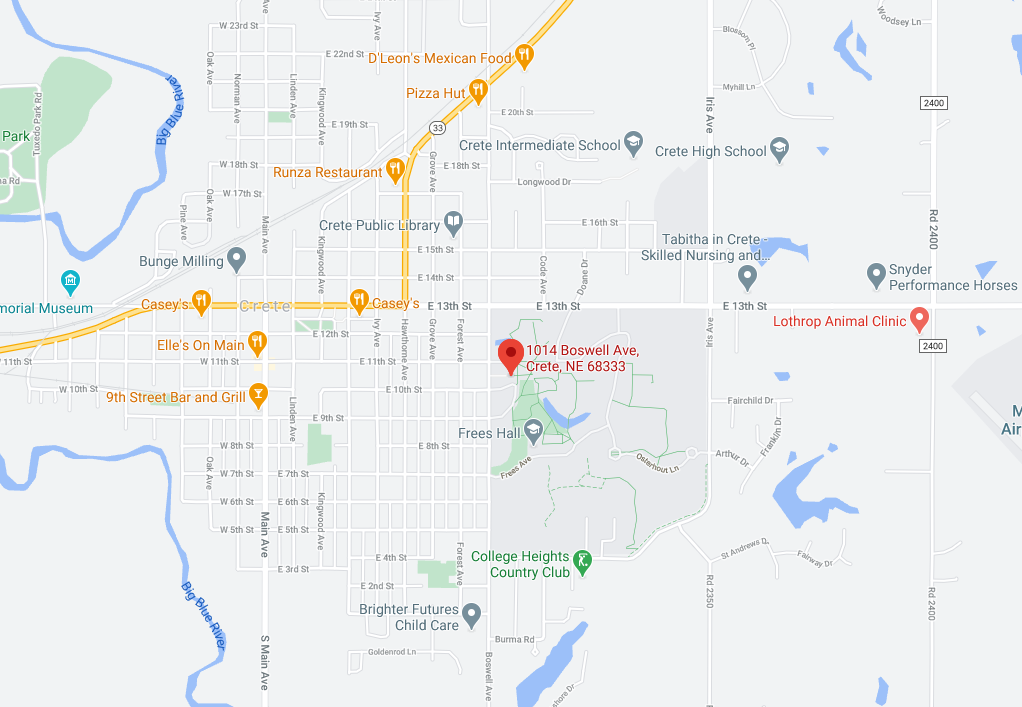 W 23rd St
Ivy Ave
Woodsey Ln
E 22nd St
D'Leon's Mexican Food
Blossom Pl
Oak Ave
Norman Ave
Linden Ave
Kingwood Ave
Big Blue River
Pizza Hut
Myhill Ln
Tuxedo Park Rd
Iris Ave
2400
E 20th St
E 19th St
33
Park
Crete Intermediate School
Crete High School
W 18th St
Grove Ave
E 18th St
Runza Restaurant
Longwood Dr
na Rd
W 17th St
Pine Ave
Oak Ave
Main Ave
Crete Public Library
E 16th St
Rd 2400
Kingwood Ave
E 15th St
Tabitha in Crete -
Skilled Nursing and...
Bunge Milling
Code Ave
Doane Dr
E 14th St
Snyder
Performance Horses
morial Museum
Casey's
Crete
Casey's
E 13th St
E 13th St
E 13th St
Lothrop Animal Clinic
Ivy Ave
Hawthorne Ave
Grove Ave
Forest Ave
Iris Ave
E 12th St
Elle's On Main
2400
1014 Boswell Ave,
Crete, NE 68333
11th St
W 11th St
E 11th St
W 10th St
E 10th St
9th Street Bar and Grill
Linden Ave
Fairchild Dr
E 9th St
M
Air
Frees Hall
Franklin Dr
W 8th St
E 8th St
Oak Ave
Frees Ave
Osterhout Ln
Arthur Dr
W 7th St
E 7th St
W 6th St
E 6th St
Kingwood Ave
Main Ave
W 5th St
E 5th St
St Andrews D
Fairway Dr
E 4th St
Forest Ave
College Heights
Country Club
E 3rd St
E 2nd St
Rd 2350
Rd 2400
Big Blue River
Brighter Futures
Child Care
Burma Rd
S Main Ave
Goldenrod Ln
Boswell Ave
shore Dr